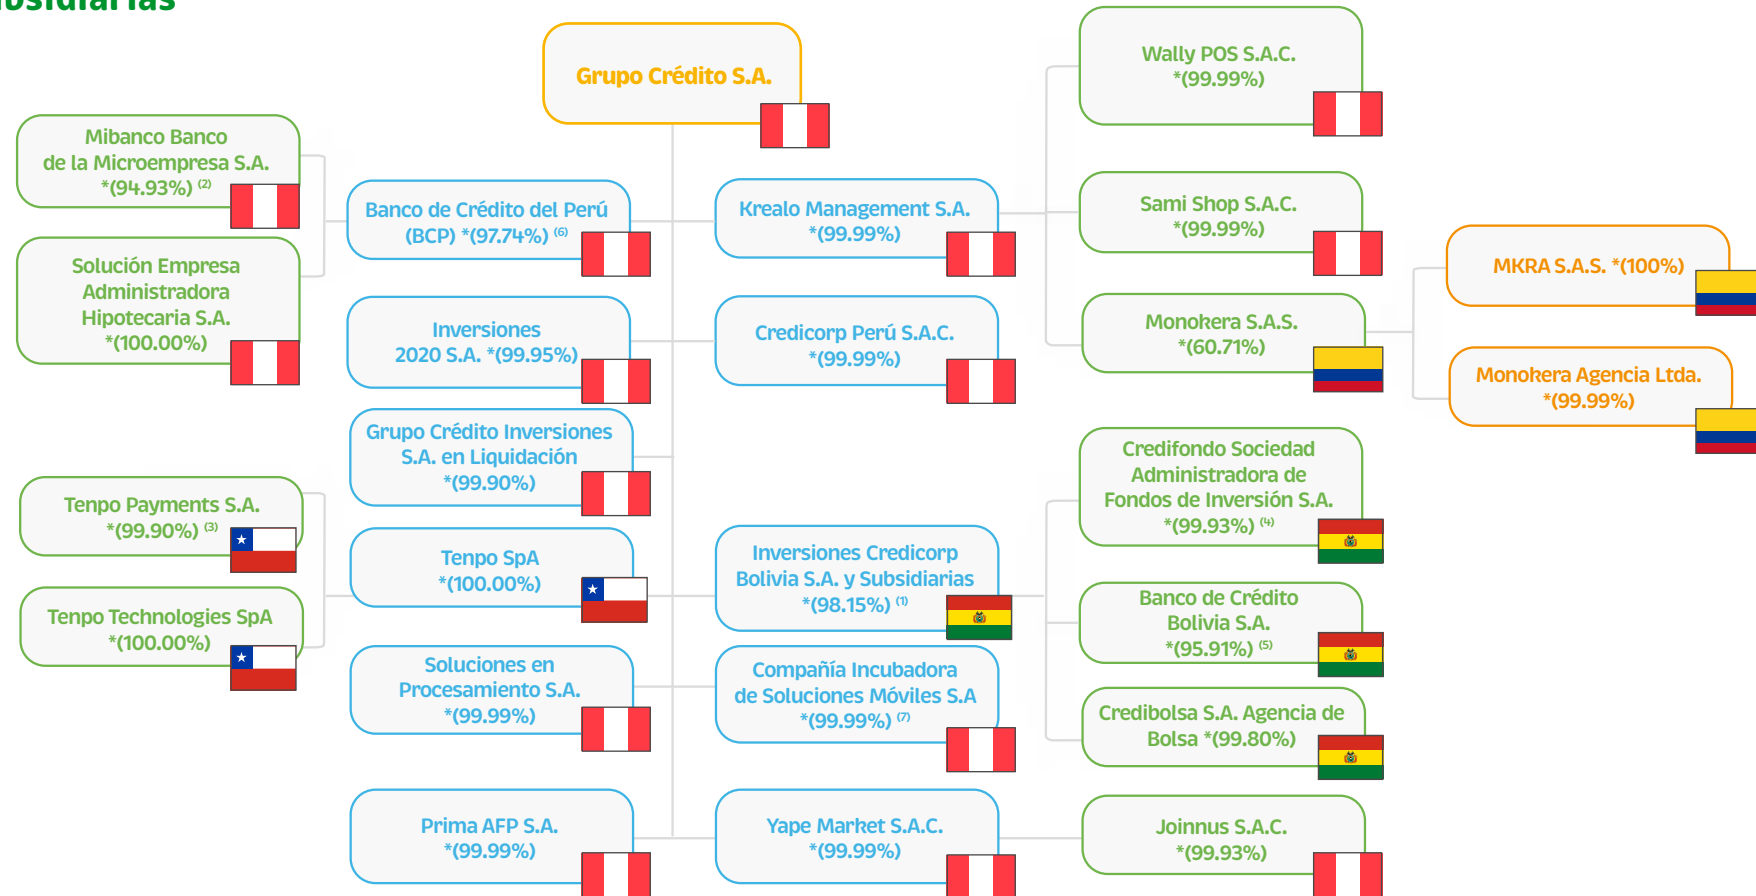 Grupo Crédito S.A.
Mibanco Banco
de la Microempresa S.A.
*(94.93%) (2)
Solución Empresa
Administradora
Hipotecaria S.A.
*(100.00%)
Tenpo Payments S.A.
*(99.90%) (3)
Tenpo Technologies SpA
*(100.00%)
Banco de Crédito del Perú
(BCP) *(97.74%) (6)
Inversiones
2020 S.A. *(99.95%)
Grupo Crédito Inversiones
S.A. en Liquidación
*(99.90%)
Tenpo SpA
*(100.00%)
Soluciones en
Procesamiento S.A.
*(99.99%)
Prima AFP S.A.
*(99.99%)
Krealo Management S.A.
*(99.99%)
Credicorp Perú S.A.C.
*(99.99%)
Inversiones Credicorp
Bolivia S.A. y Subsidiarias
*(98.15%) (1)
Compañía Incubadora
de Soluciones Móviles S.A
*(99.99%) (7)
Yape Market S.A.C.
*(99.99%)
Wally POS S.A.C.
*(99.99%)
Sami Shop S.A.C.
*(99.99%)
Monokera S.A.S.
*(60.71%)
Credifondo Sociedad
Administradora de
Fondos de Inversión S.A.
*(99.93%) (4)
Banco de Crédito
Bolivia S.A.
*(95.91%) (5)
Credibolsa S.A. Agencia de
Bolsa *(99.80%)
Joinnus S.A.C.
*(99.93%)
MKRA S.A.S. *(100%)
Monokera Agencia Ltda.
*(99.99%)